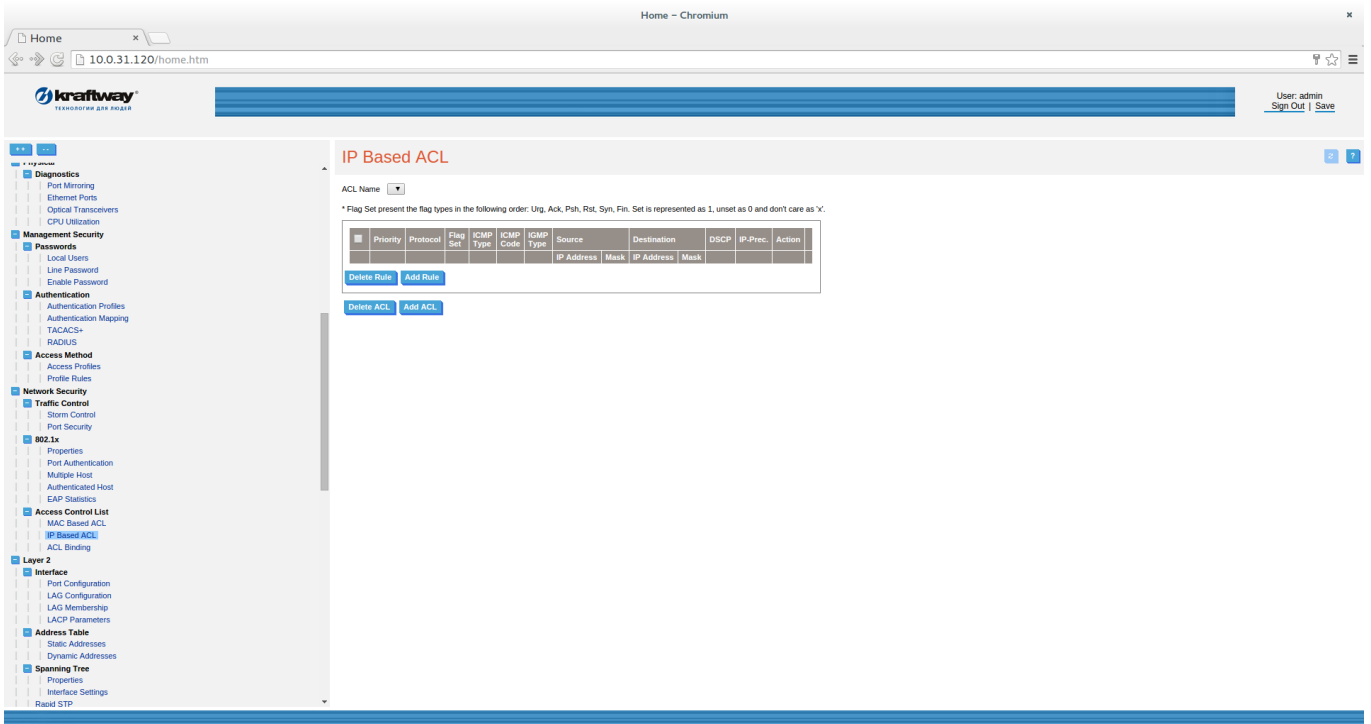 Home – Chromium
Home
10.0.31.120/home.htm
kraftway
ТЕХНОЛОГИИ ДЛЯ ЛЮДЕЙ
User: admin
Sign Out | Save
++ --
IP Based ACL
?
Physical
Diagnostics
Port Mirroring
Ethernet Ports
Optical Transceivers
CPU Utilization
Management Security
Passwords
Local Users
Line Password
Enable Password
Authentication
Authentication Profiles
Authentication Mapping
TACACS+
RADIUS
Access Method
Access Profiles
Profile Rules
Network Security
Traffic Control
Storm Control
Port Security
802.1x
Properties
Port Authentication
Multiple Host
Authenticated Host
EAP Statistics
Access Control List
MAC Based ACL
IP Based ACL
ACL Binding
Layer 2
Interface
Port Configuration
LAG Configuration
LAG Membership
LACP Parameters
Address Table
Static Addresses
Dynamic Addresses
Spanning Tree
Properties
Interface Settings
Rapid STP
ACL Name
* Flag Set present the flag types in the following order: Urg, Ack, Psh, Rst, Syn, Fin. Set is represented as 1, unset as 0 and don't care as 'x'.
Priority Protocol Flag Set ICMP Type ICMP Code IGMP Type Source Destination DSCP IP-Prec. Action
IP Address Mask IP Address Mask
Delete Rule Add Rule
Delete ACL Add ACL